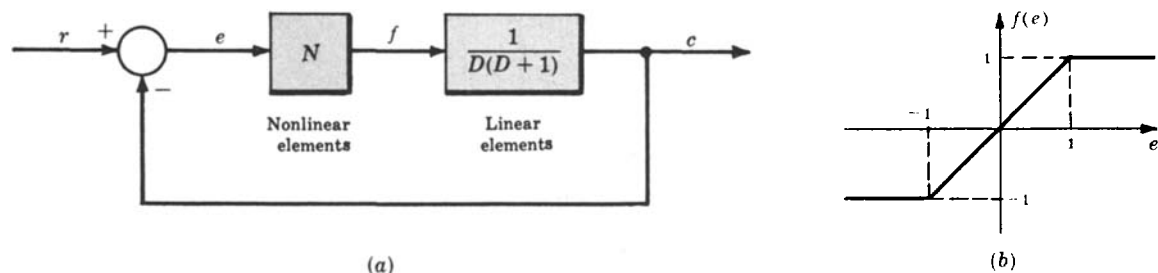 r
+
−
e
N
f
1
D(D + 1)
c
Nonlinear
elements
Linear
elements
(a)
f(e)
1
−1
1
e
−1
(b)